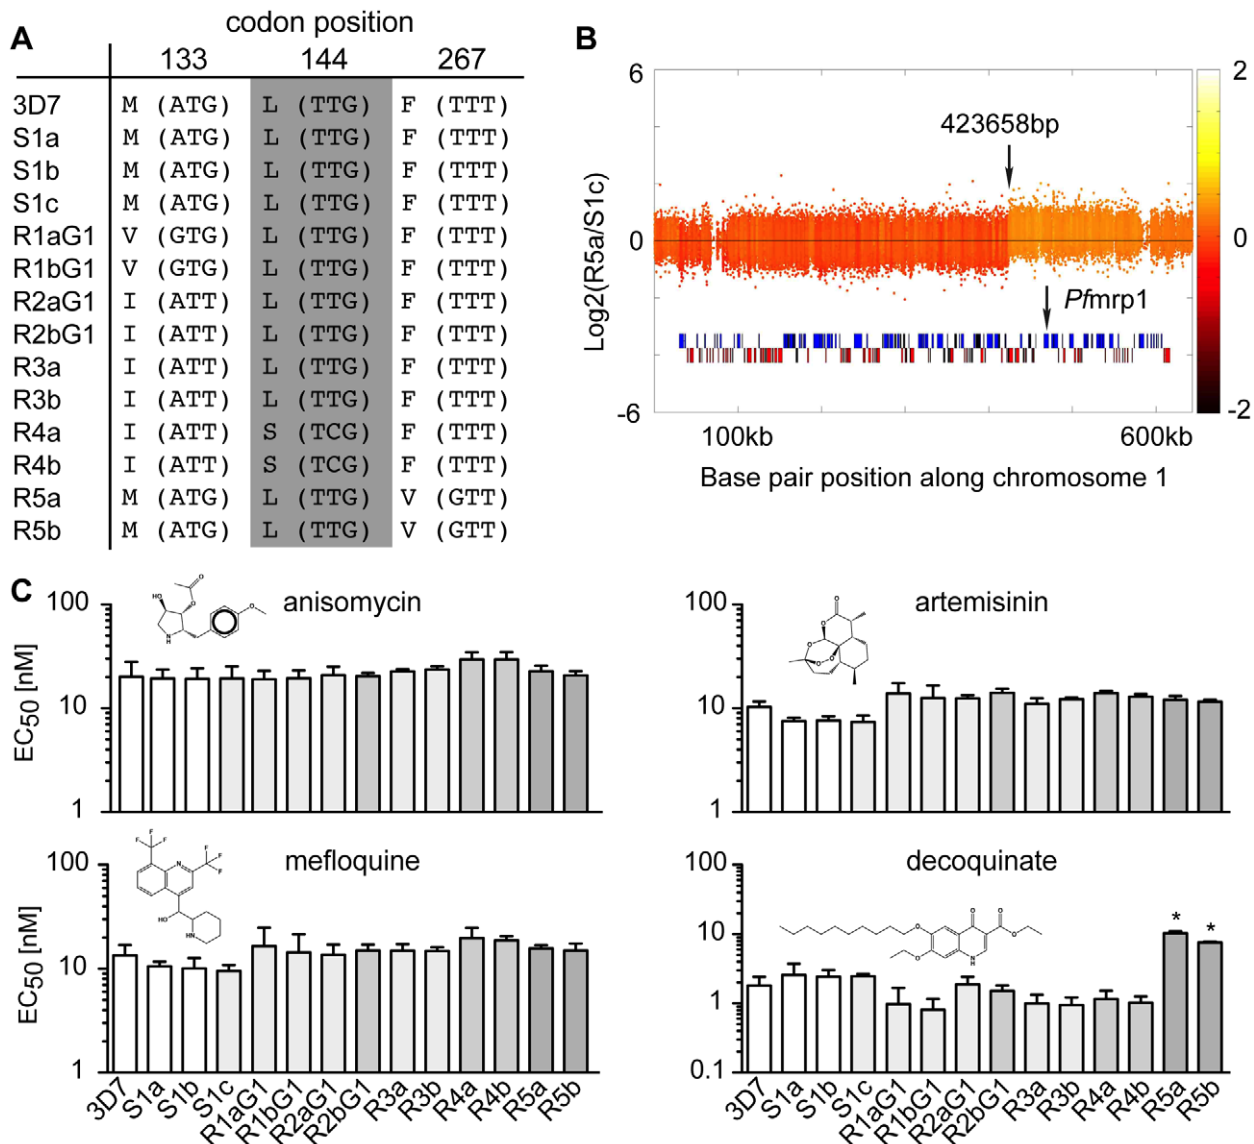 A
codon position
133 144 267
3D7 M (ATG) L (TTG) F (TTT)
S1a M (ATG) L (TTG) F (TTT)
S1b M (ATG) L (TTG) F (TTT)
S1c M (ATG) L (TTG) F (TTT)
R1aG1 V (GTG) L (TTG) F (TTT)
R1bG1 V (GTG) L (TTG) F (TTT)
R2aG1 I (ATT) L (TTG) F (TTT)
R2bG1 I (ATT) L (TTG) F (TTT)
R3a I (ATT) L (TTG) F (TTT)
R3b I (ATT) L (TTG) F (TTT)
R4a I (ATT) S (TCG) F (TTT)
R4b I (ATT) S (TCG) F (TTT)
R5a M (ATG) L (TTG) V (GTT)
R5b M (ATG) L (TTG) V (GTT)
B
6
0
-6
Log2(R5a/S1c)
423658bp
Pfmrp1
100kb 600kb
Base pair position along chromosome 1
2
0
-2
C
anisomycin
EC50 [nM]
100
10
1
HO
O
O
NH
O
artemisinin
100
10
1
O
O
O
O
O
mefloquine
EC50 [nM]
100
10
1
F
F
F
N
F
F
F
HO
HN
3D7 S1a S1b S1c R1aG1 R1bG1 R2aG1 R2bG1 R3a R3b R4a R4b R5a R5b
decoquinate
100
10
1
0.1
O
O
O
O
O
NH
* *
3D7 S1a S1b S1c R1aG1 R1bG1 R2aG1 R2bG1 R3a R3b R4a R4b R5a R5b